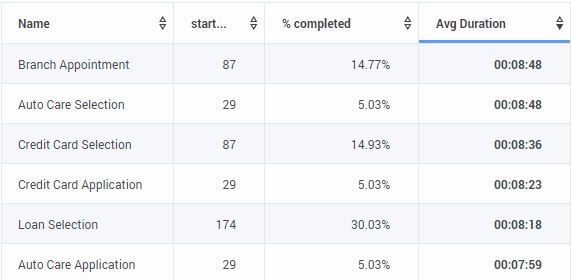 Name start... % completed Avg Duration
Branch Appointment 87 14.77% 00:08:48
Auto Care Selection 29 5.03% 00:08:48
Credit Card Selection 87 14.93% 00:08:36
Credit Card Application 29 5.03% 00:08:23
Loan Selection 174 30.03% 00:08:18
Auto Care Application 29 5.03% 00:07:59